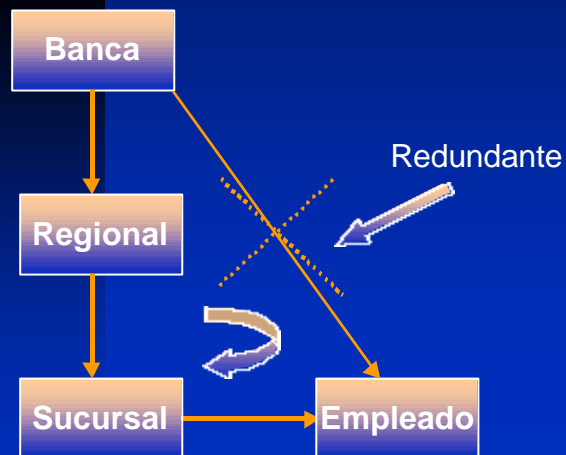 Banca
Redundante
Regional
Sucursal
Empleado